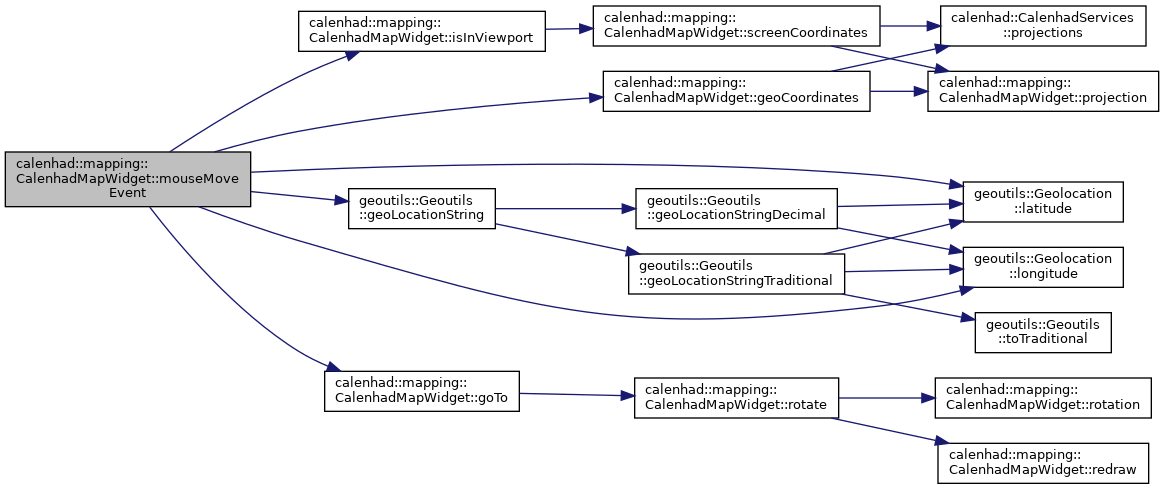 calenhad::mapping::
CalenhadMapWidget::mouseMove
Event
calenhad::mapping::
CalenhadMapWidget::isInViewport
calenhad::mapping::
CalenhadMapWidget::screenCoordinates
calenhad::CalenhadServices
::projections
calenhad::mapping::
CalenhadMapWidget::projection
calenhad::mapping::
CalenhadMapWidget::geoCoordinates
geoutils::Geolocation
::latitude
geoutils::Geolocation
::longitude
geoutils::Geoutils
::geoLocationString
geoutils::Geoutils
::geoLocationStringDecimal
geoutils::Geoutils
::geoLocationStringTraditional
geoutils::Geoutils
::toTraditional
calenhad::mapping::
CalenhadMapWidget::goTo
calenhad::mapping::
CalenhadMapWidget::rotate
calenhad::mapping::
CalenhadMapWidget::rotation
calenhad::mapping::
CalenhadMapWidget::redraw